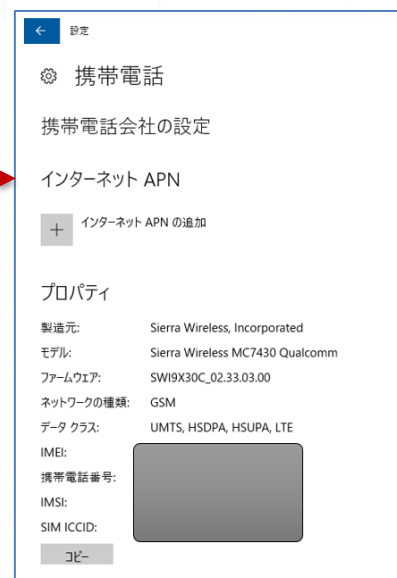 設定
携帯電話
携帯電話会社の設定
インターネット APN
インターネット APN の追加
プロパティ
製造元: Sierra Wireless, Incorporated
モデル: Sierra Wireless MC7430 Qualcomm
ファームウェア: SWI9X30C_02.33.03.00
ネットワークの種類: GSM
データ クラス: UMTS, HSDPA, HSUPA, LTE
IMEI:
携帯電話番号:
IMSI:
SIM ICCID:
コピー